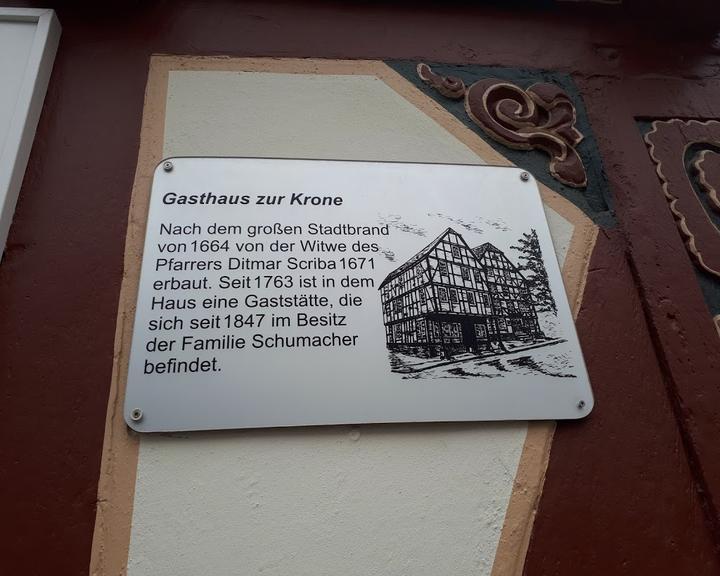 Gasthaus zur Krone
Nach dem großen Stadtbrand
von 1664 von der Witwe des
Pfarrers Ditmar Scriba 1671
erbaut. Seit 1763 ist in dem
Haus eine Gaststätte, die
sich seit 1847 im Besitz
der Familie Schumacher
befindet.